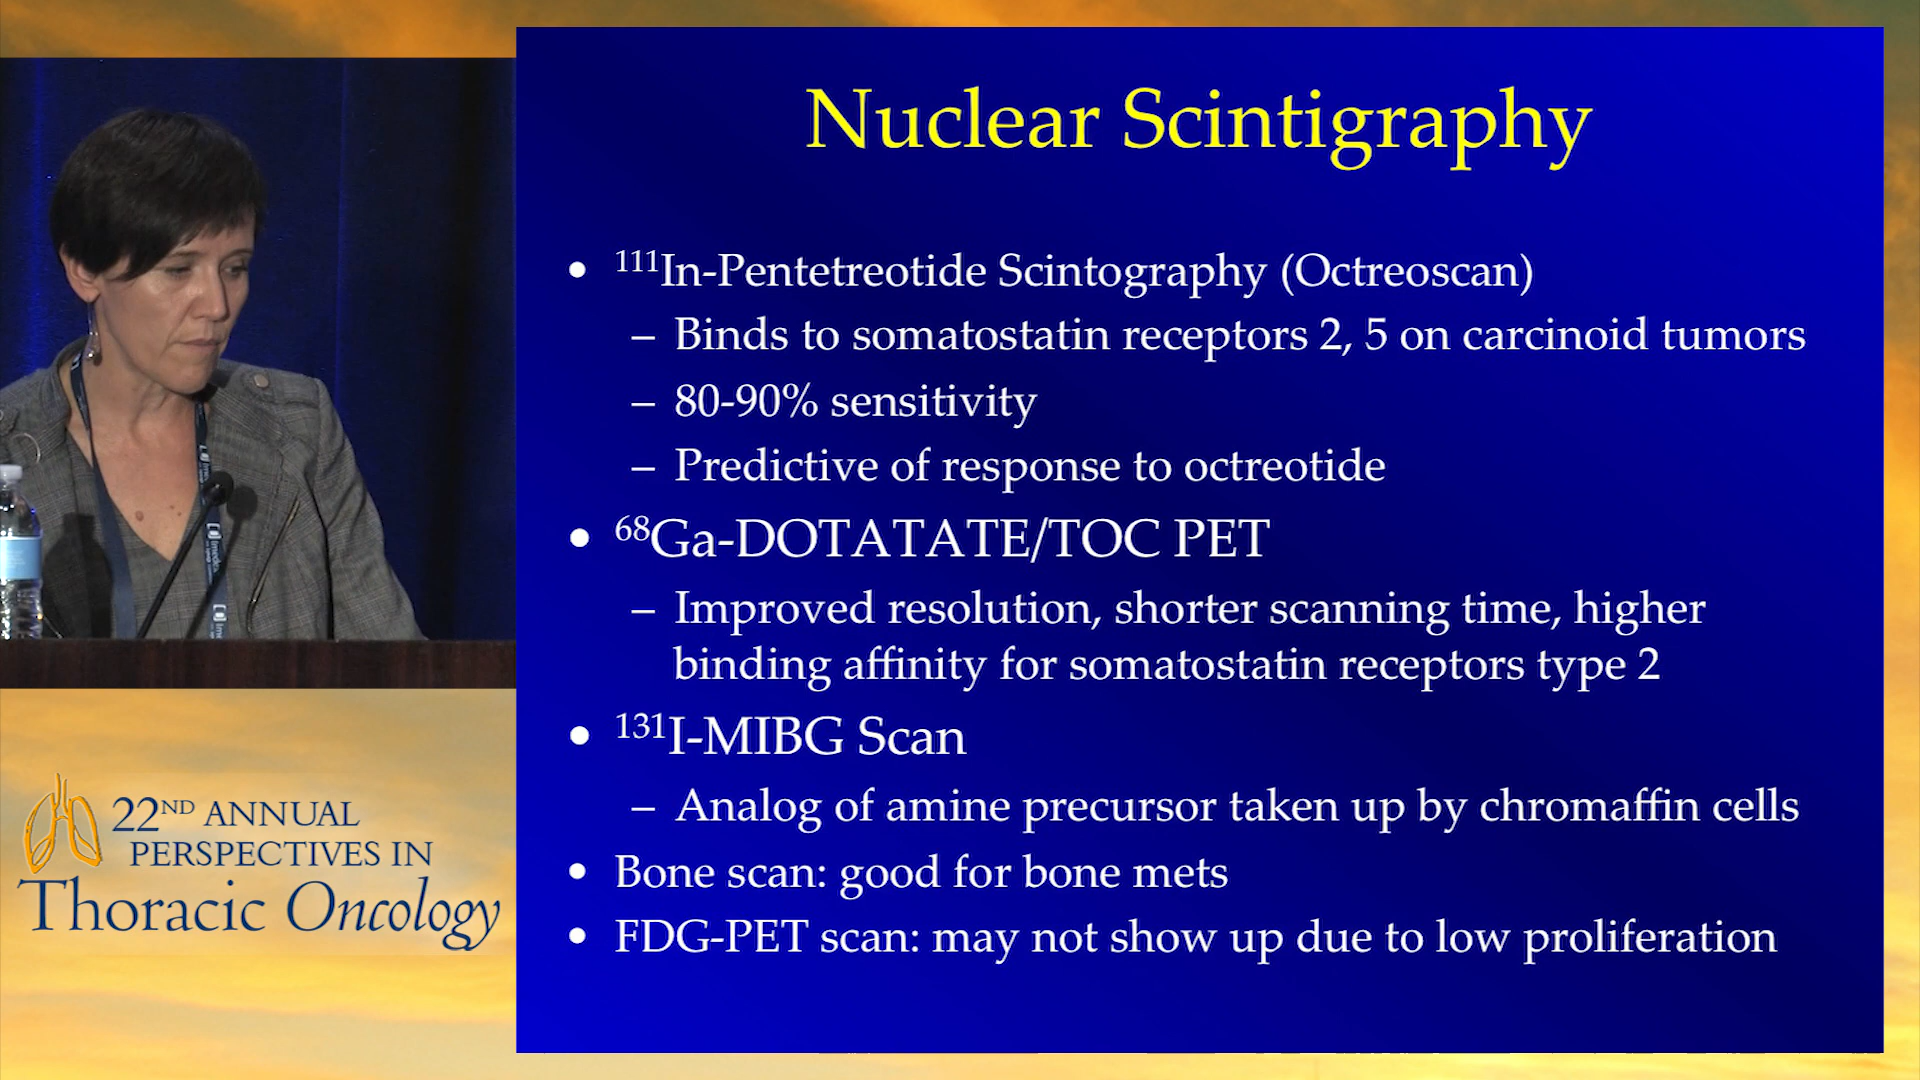 Nuclear Scintigraphy
• ¹¹¹In-Pentetreotide Scintography (Octreoscan)
– Binds to somatostatin receptors 2, 5 on carcinoid tumors
– 80-90% sensitivity
– Predictive of response to octreotide
• ⁶⁸Ga-DOTATATE/TOC PET
– Improved resolution, shorter scanning time, higher
binding affinity for somatostatin receptors type 2
• ¹³¹I-MIBG Scan
– Analog of amine precursor taken up by chromaffin cells
• Bone scan: good for bone mets
• FDG-PET scan: may not show up due to low proliferation
22ND ANNUAL
PERSPECTIVES IN
Thoracic Oncology